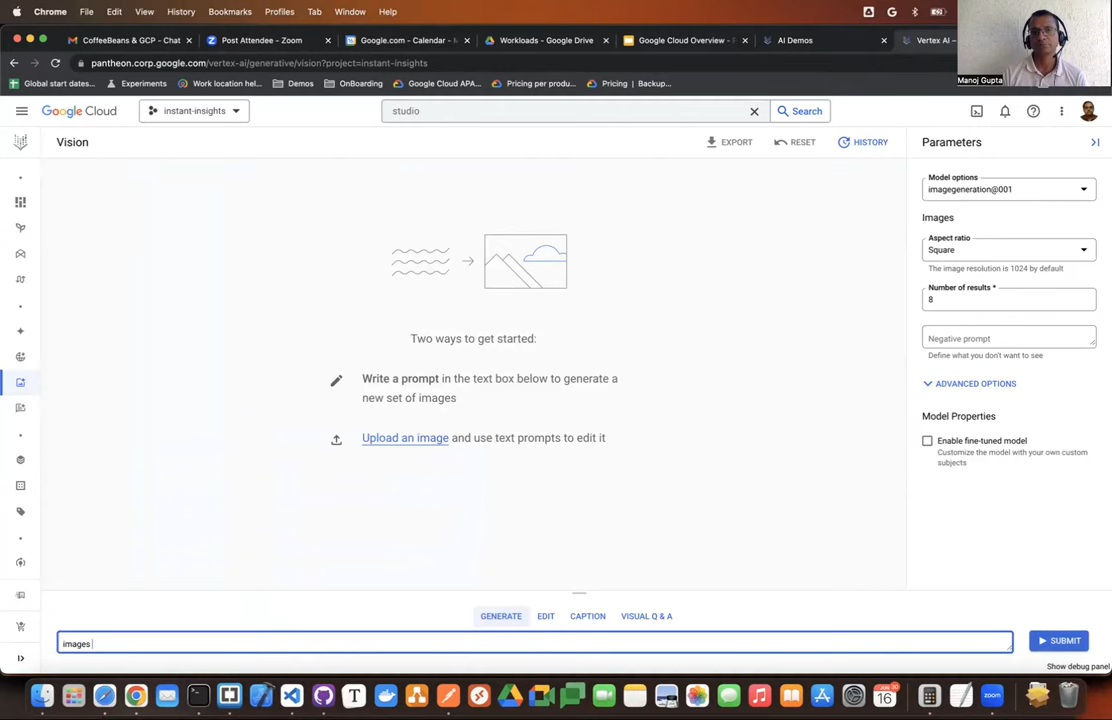 Chrome File Edit View History Bookmarks Profiles Tab Window Help
CoffeeBeans & GCP - Chat
Post Attendee - Zoom
Google.com - Calendar -
Workloads - Google Drive
Google Cloud Overview -
AI Demos
Vertex AI –
pantheon.corp.google.com/vertex-ai/generative/vision?project=instant-insights
Manoj Gupta
Global start dates...
Experiments
Work location hel...
Demos
OnBoarding
Google Cloud APA...
Pricing per produ...
Pricing | Backup...
Google Cloud
instant-insights
studio
Search
Vision
EXPORT
RESET
HISTORY
Parameters
Model options
imagegeneration@001
Images
Aspect ratio
Square
The image resolution is 1024 by default
Number of results *
8
Negative prompt
Define what you don't want to see
ADVANCED OPTIONS
Model Properties
Enable fine-tuned model
Customize the model with your own custom
subjects
Two ways to get started:
Write a prompt in the text box below to generate a
new set of images
Upload an image and use text prompts to edit it
GENERATE
EDIT
CAPTION
VISUAL Q & A
images
SUBMIT
Show debug panel
16
zoom